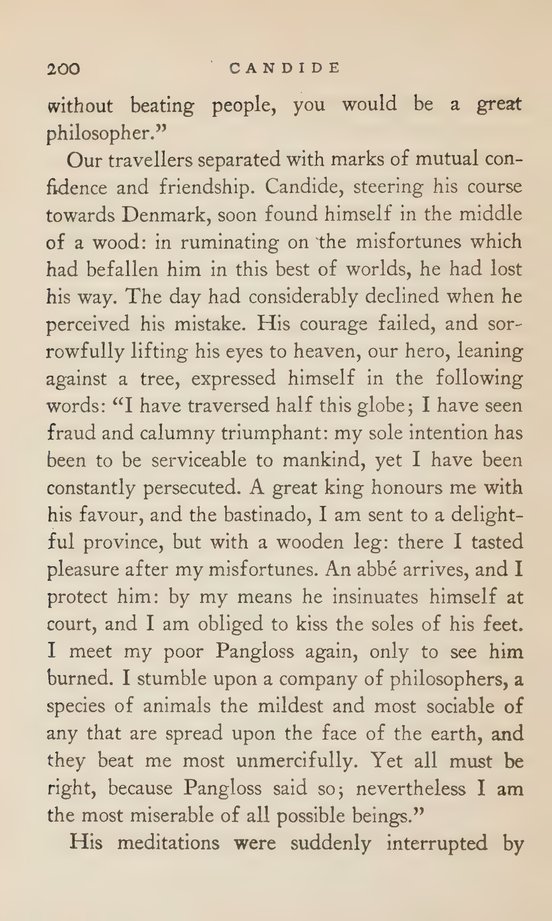 200 CANDIDE
without beating people, you would be a great
philosopher.”
Our travellers separated with marks of mutual con-
fidence and friendship. Candide, steering his course
towards Denmark, soon found himself in the middle
of a wood: in ruminating on the misfortunes which
had befallen him in this best of worlds, he had lost
his way. The day had considerably declined when he
perceived his mistake. His courage failed, and sor-
rowfully lifting his eyes to heaven, our hero, leaning
against a tree, expressed himself in the following
words: “I have traversed half this globe; I have seen
fraud and calumny triumphant: my sole intention has
been to be serviceable to mankind, yet I have been
constantly persecuted. A great king honours me with
his favour, and the bastinado, I am sent to a delight-
ful province, but with a wooden leg: there I tasted
pleasure after my misfortunes. An abbé arrives, and I
protect him: by my means he insinuates himself at
court, and I am obliged to kiss the soles of his feet.
I meet my poor Pangloss again, only to see him
burned. I stumble upon a company of philosophers, a
species of animals the mildest and most sociable of
any that are spread upon the face of the earth, and
they beat me most unmercifully. Yet all must be
right, because Pangloss said so; nevertheless I am
the most miserable of all possible beings.”
His meditations were suddenly interrupted by